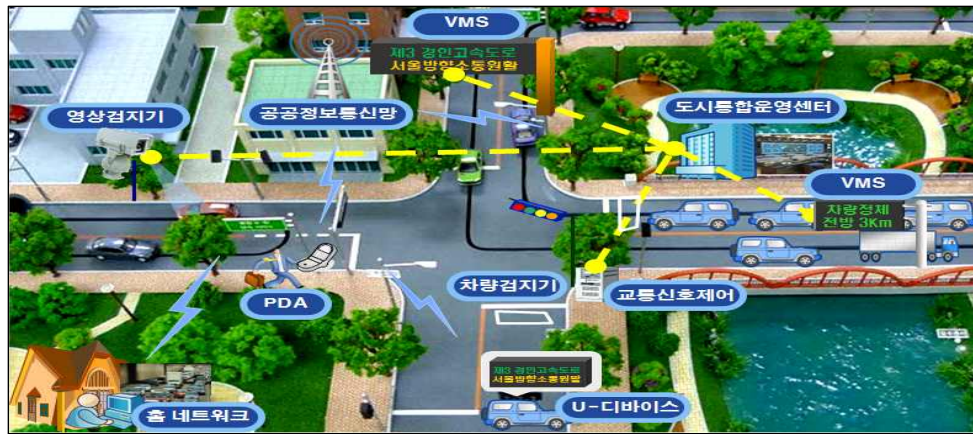 VMS
제3 경인고속도로
서울방향소통원활
영상검지기
공공정보통신망
도시통합운영센터
VMS
차량정체
전방 3Km
PDA
차량검지기
교통신호제어
제3 경인고속도로
서울방향소통원활
홈 네트워크
U-디바이스